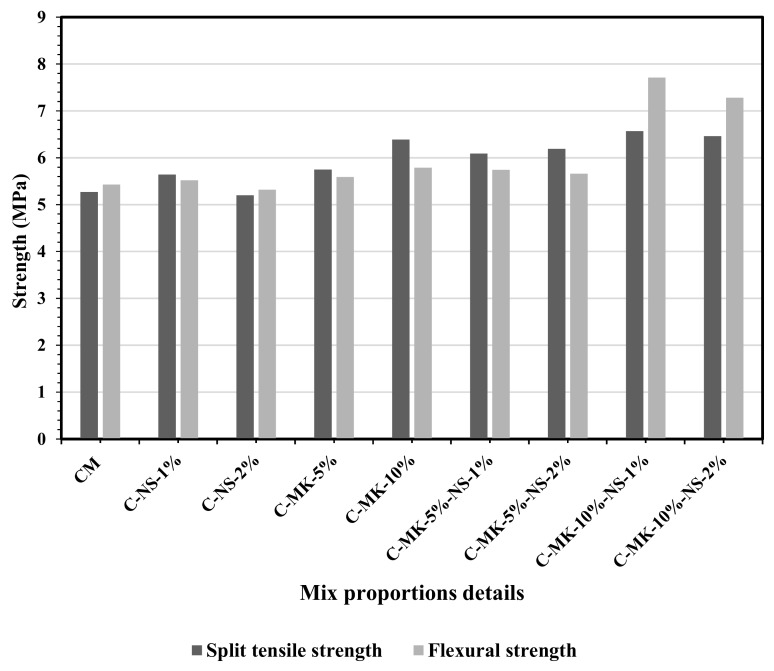 9
8
7
6
5
4
3
2
1
0
Strength (MPa)
CM
C-NS-1%
C-NS-2%
C-MK-5%
C-MK-10%
C-MK-5%-NS-1%
C-MK-5%-NS-2%
C-MK-10%-NS-1%
C-MK-10%-NS-2%
Mix proportions details
Split tensile strength
Flexural strength